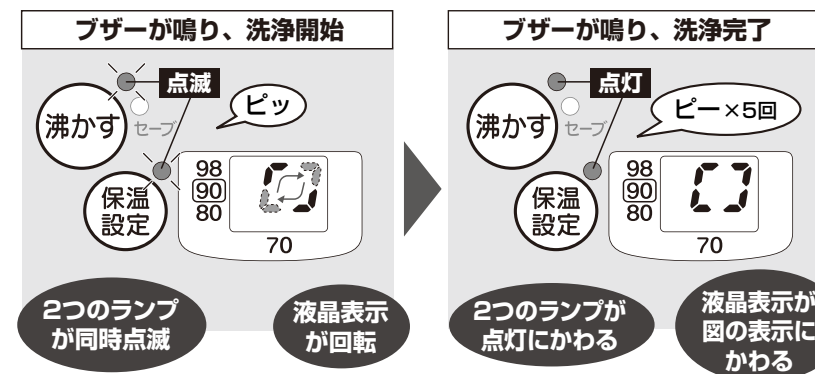 ブザーが鳴り、洗浄開始
点滅
ピッ
沸かす
セーブ
保温
設定
98
90
80
70
2つのランプ
が同時点滅
液晶表示
が回転
ブザーが鳴り、洗浄完了
点灯
ピー×5回
沸かす
セーブ
保温
設定
98
90
80
70
2つのランプが
点灯にかわる
液晶表示が
図の表示に
かわる